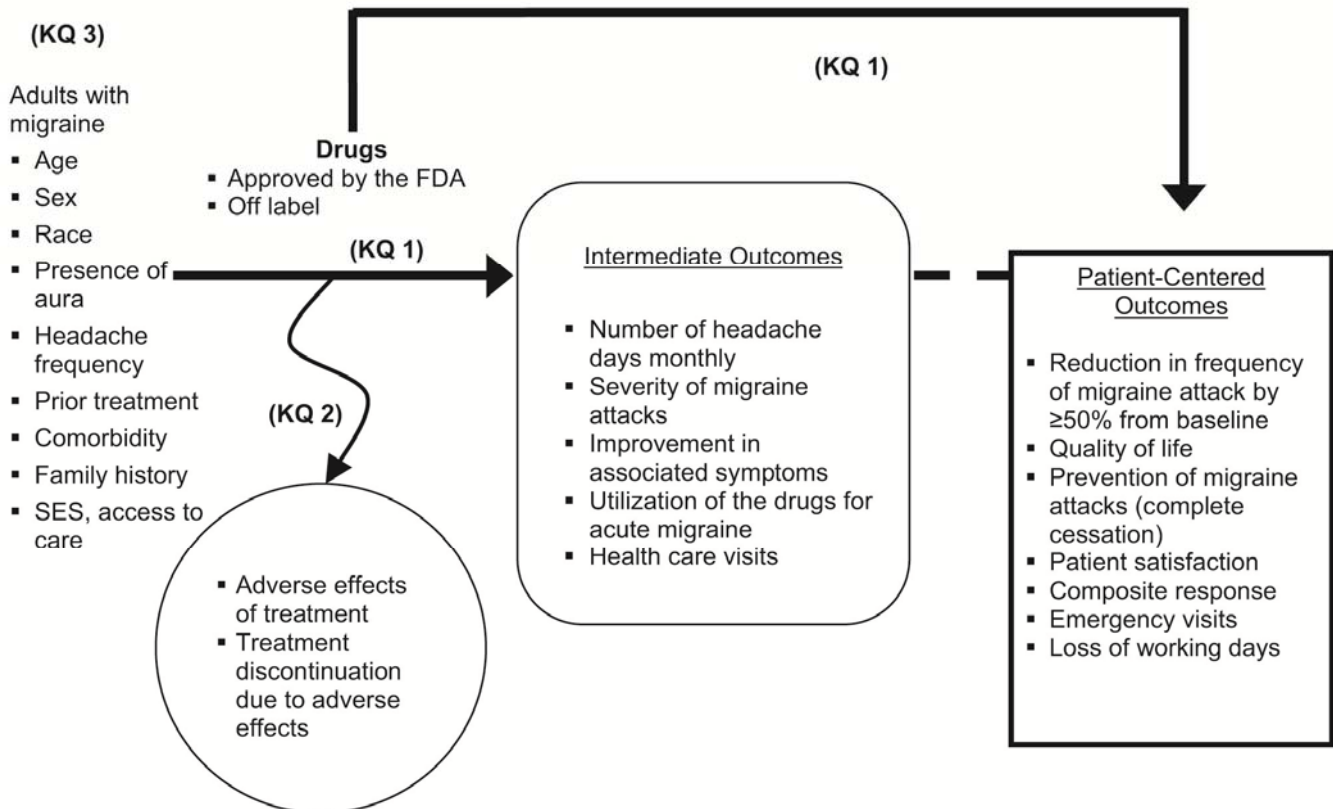 (KQ 3)
Adults with
migraine
▪ Age
▪ Sex
▪ Race
▪ Presence of
aura
▪ Headache
frequency
▪ Prior treatment
▪ Comorbidity
▪ Family history
▪ SES, access to
care
Drugs
▪ Approved by the FDA
▪ Off label
(KQ 1)
(KQ 1)
(KQ 2)
▪ Adverse effects
of treatment
▪ Treatment
discontinuation
due to adverse
effects
Intermediate Outcomes
▪ Number of headache
days monthly
▪ Severity of migraine
attacks
▪ Improvement in
associated symptoms
▪ Utilization of the drugs for
acute migraine
▪ Health care visits
Patient-Centered
Outcomes
▪ Reduction in frequency
of migraine attack by
≥50% from baseline
▪ Quality of life
▪ Prevention of migraine
attacks (complete
cessation)
▪ Patient satisfaction
▪ Composite response
▪ Emergency visits
▪ Loss of working days